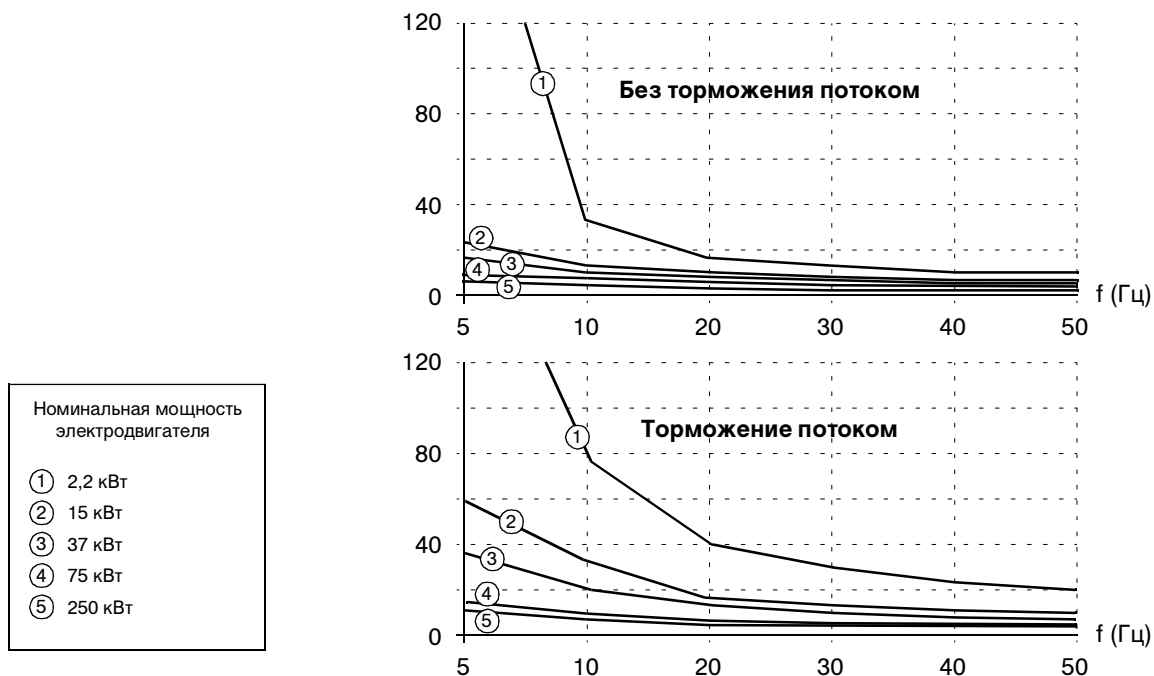 120
80
40
0
Без торможения потоком
1
2
3
4
5
f (Гц)
5 10 20 30 40 50
120
80
40
0
Торможение потоком
1
2
3
4
5
f (Гц)
5 10 20 30 40 50
Номинальная мощность
электродвигателя
1 2,2 кВт
2 15 кВт
3 37 кВт
4 75 кВт
5 250 кВт